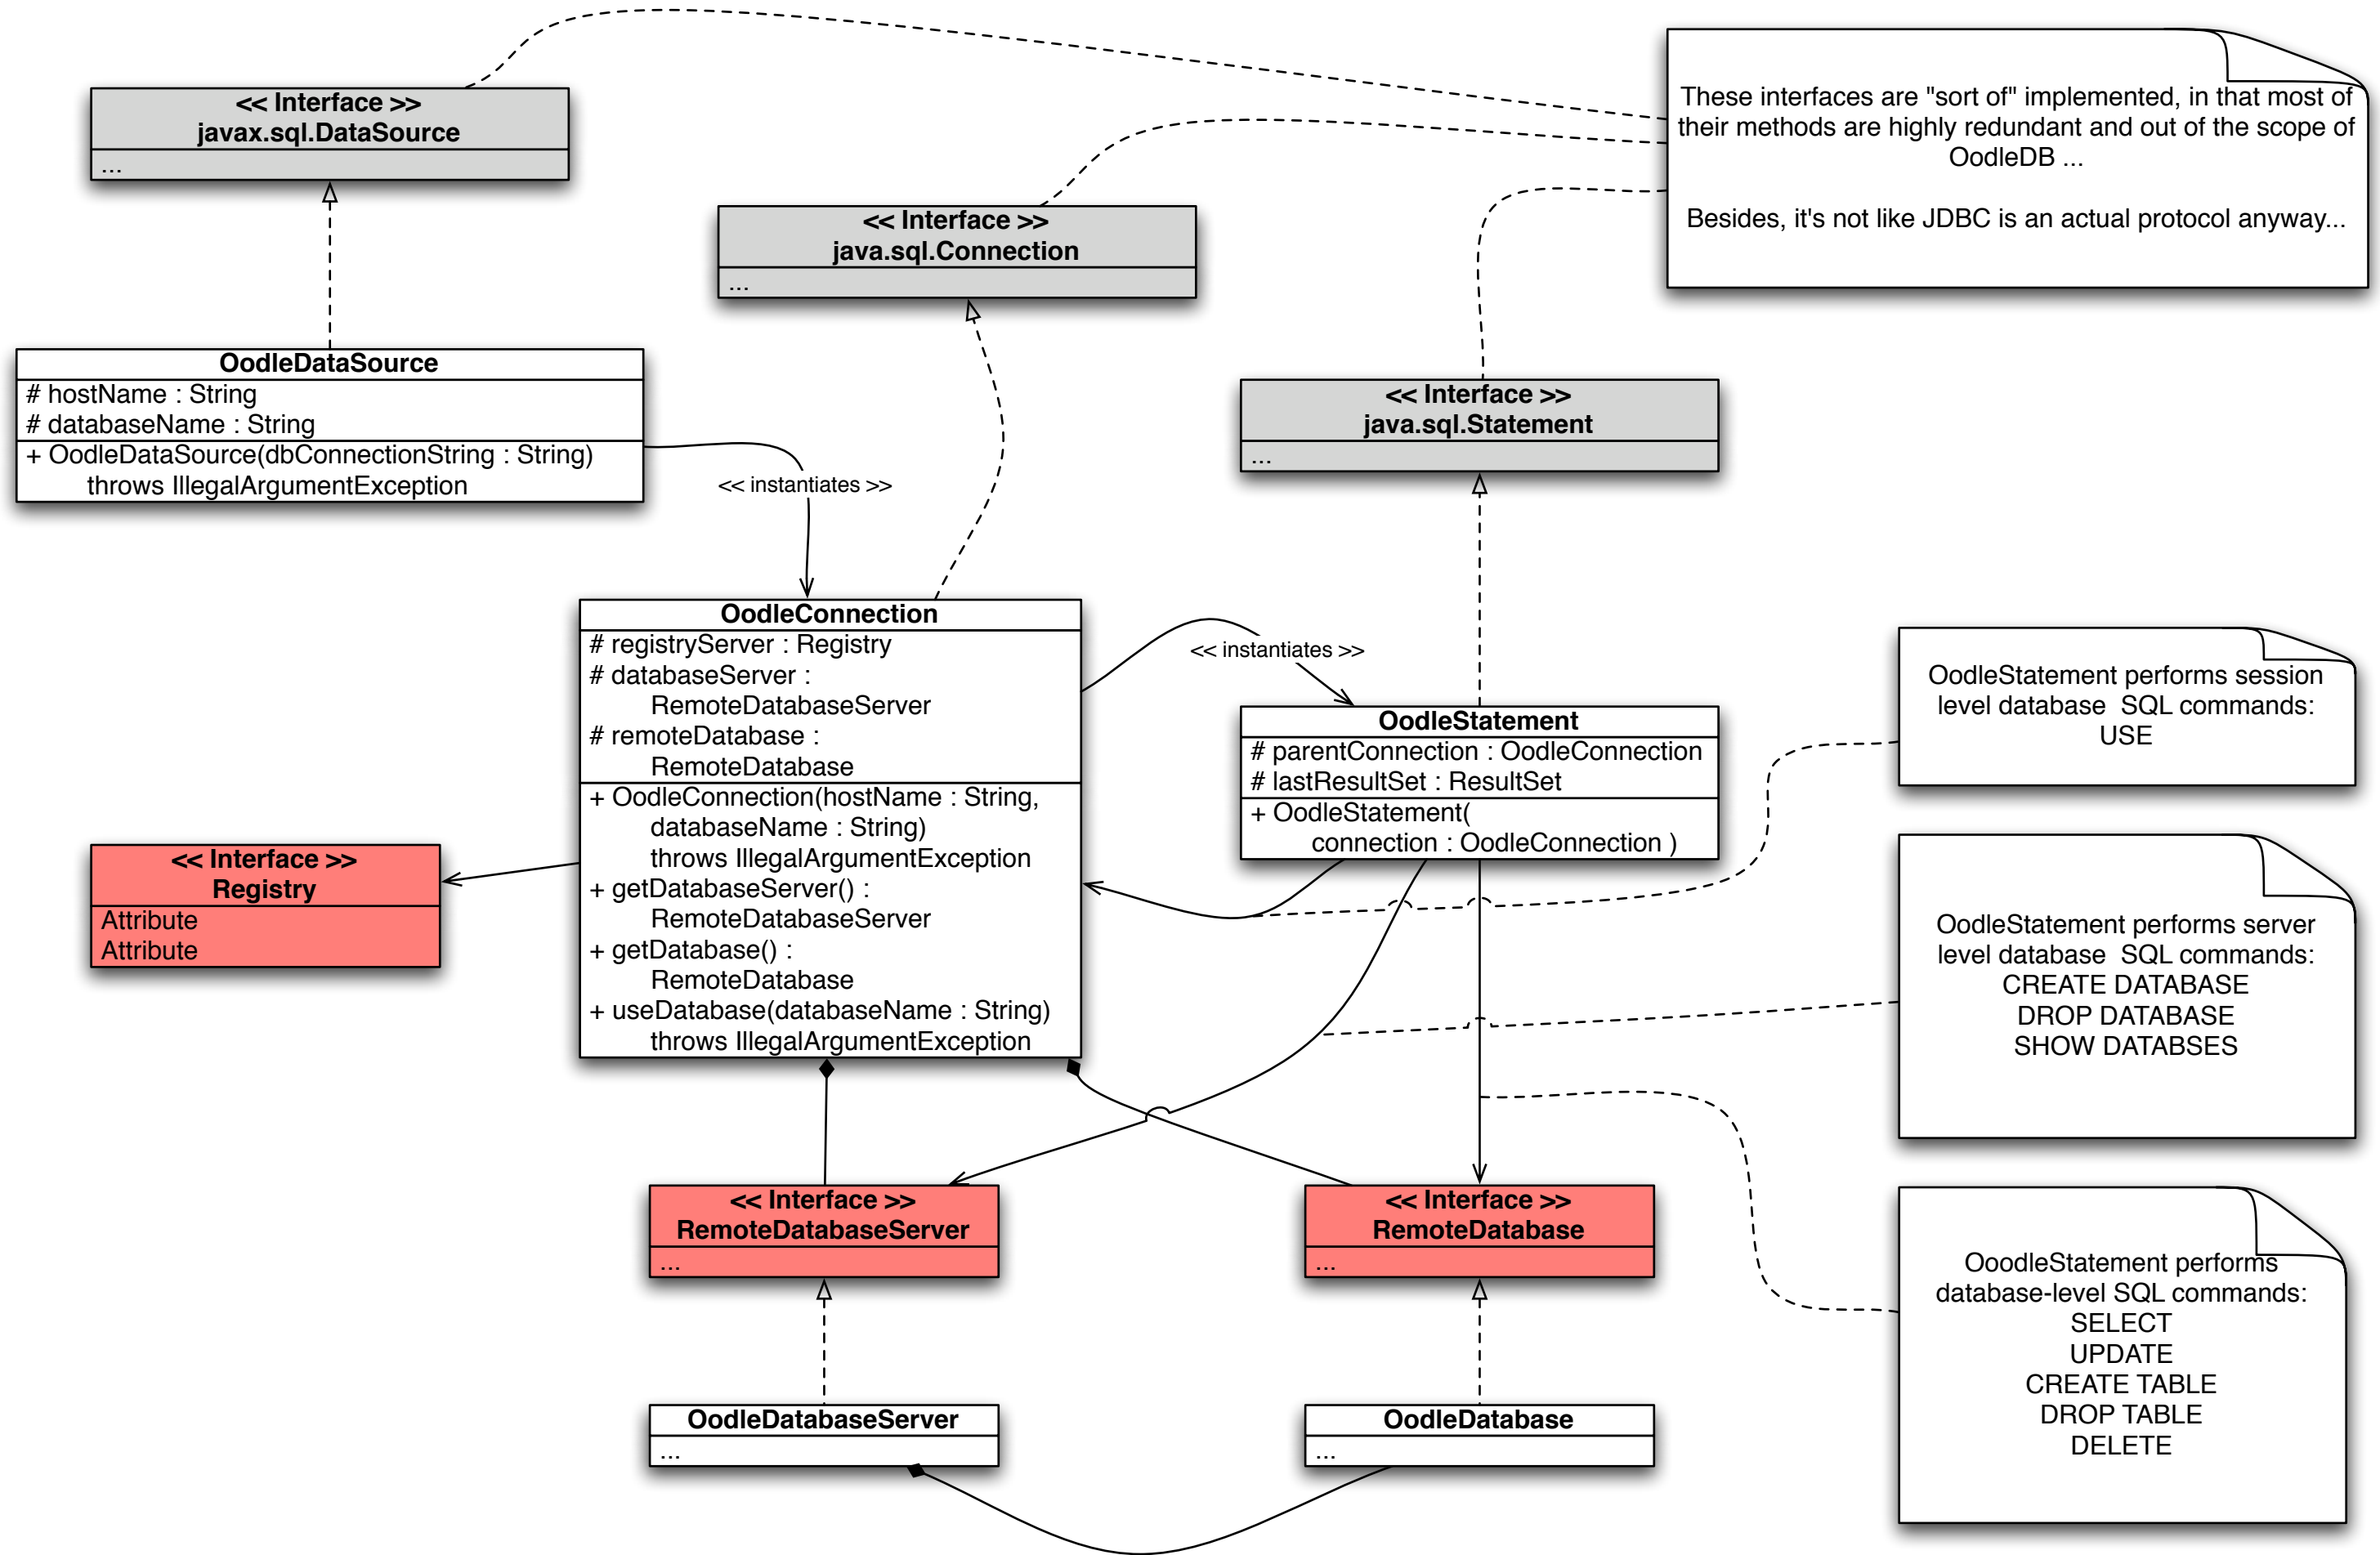 << Interface >>
javax.sql.DataSource
...
These interfaces are "sort of" implemented, in that most of
their methods are highly redundant and out of the scope of
OodleDB ...
Besides, it's not like JDBC is an actual protocol anyway...
<< Interface >>
java.sql.Connection
...
OodleDataSource
# hostName : String
# databaseName : String
+ OodleDataSource(dbConnectionString : String)
throws IllegalArgumentException
<< Interface >>
java.sql.Statement
...
<< instantiates >>
OodleConnection
# registryServer : Registry
# databaseServer :
RemoteDatabaseServer
# remoteDatabase :
RemoteDatabase
+ OodleConnection(hostName : String,
databaseName : String)
throws IllegalArgumentException
+ getDatabaseServer() :
RemoteDatabaseServer
+ getDatabase() :
RemoteDatabase
+ useDatabase(databaseName : String)
throws IllegalArgumentException
<< instantiates >>
OodleStatement
# parentConnection : OodleConnection
# lastResultSet : ResultSet
+ OodleStatement(
connection : OodleConnection )
OodleStatement performs session
level database  SQL commands:
USE
<< Interface >>
Registry
Attribute
Attribute
OodleStatement performs server
level database  SQL commands:
CREATE DATABASE
DROP DATABASE
SHOW DATABSES
<< Interface >>
RemoteDatabaseServer
...
<< Interface >>
RemoteDatabase
...
OoodleStatement performs
database-level SQL commands:
SELECT
UPDATE
CREATE TABLE
DROP TABLE
DELETE
OodleDatabaseServer
...
OodleDatabase
...